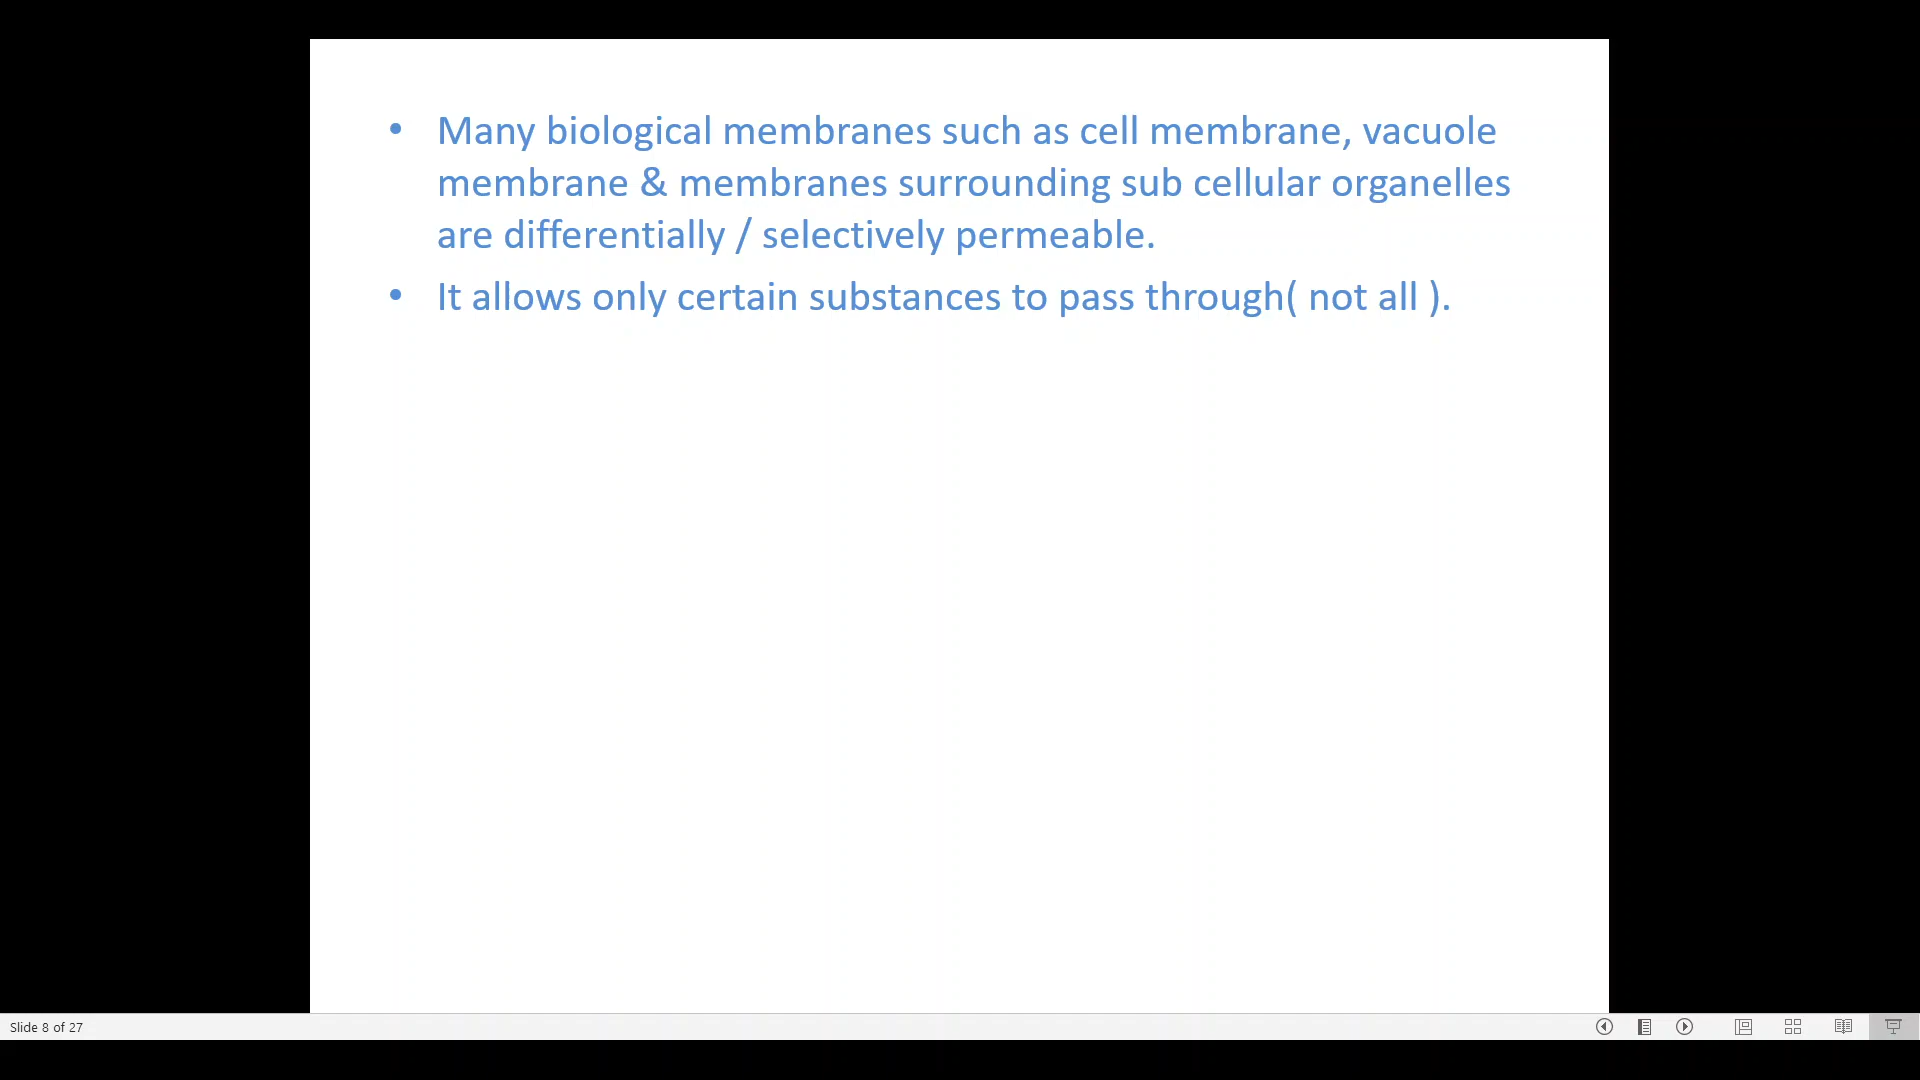 • Many biological membranes such as cell membrane, vacuole
membrane & membranes surrounding sub cellular organelles
are differentially / selectively permeable.
• It allows only certain substances to pass through( not all ).
Slide 8 of 27